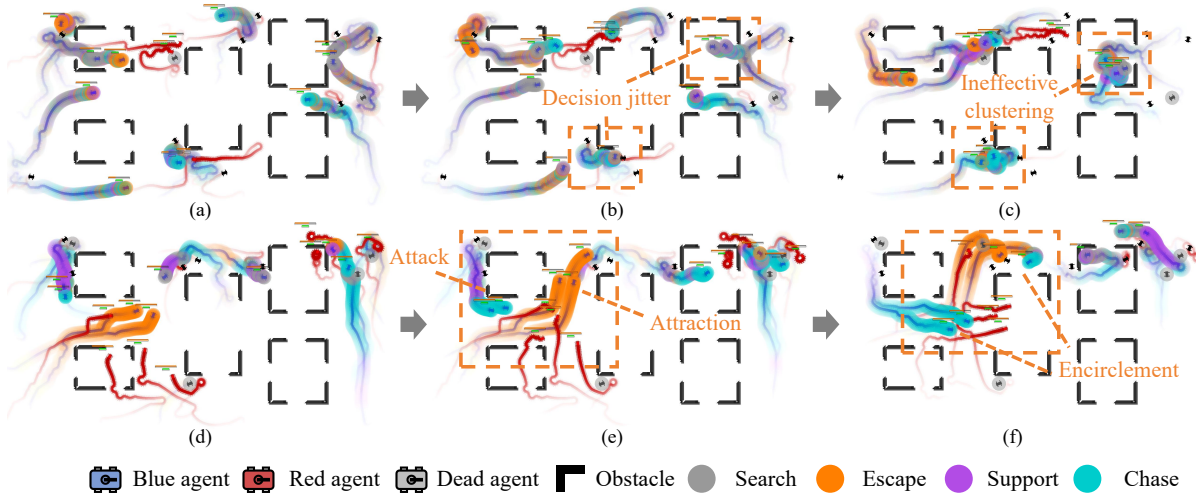 Decision jitter
Ineffective
clustering
(a)
(b)
(c)
Attack
Attraction
Encirclement
(d)
(e)
(f)
Blue agent
Red agent
Dead agent
Obstacle
Search
Escape
Support
Chase